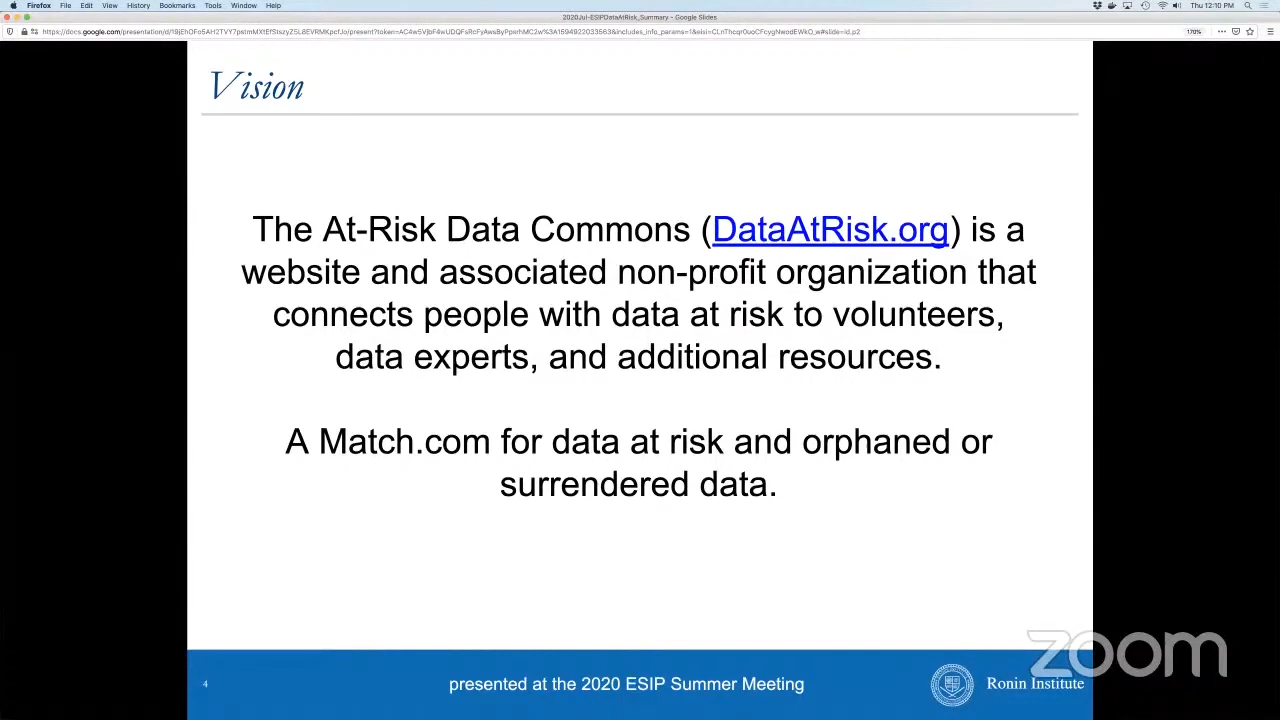 Firefox File Edit View History Bookmarks Tools Window Help Thu 12:10 PM
2020Jul-ESIPDataAtRisk_Summary - Google Slides
170%
Vision
The At-Risk Data Commons (DataAtRisk.org) is a
website and associated non-profit organization that
connects people with data at risk to volunteers,
data experts, and additional resources.
A Match.com for data at risk and orphaned or
surrendered data.
zoom
4 presented at the 2020 ESIP Summer Meeting Ronin Institute